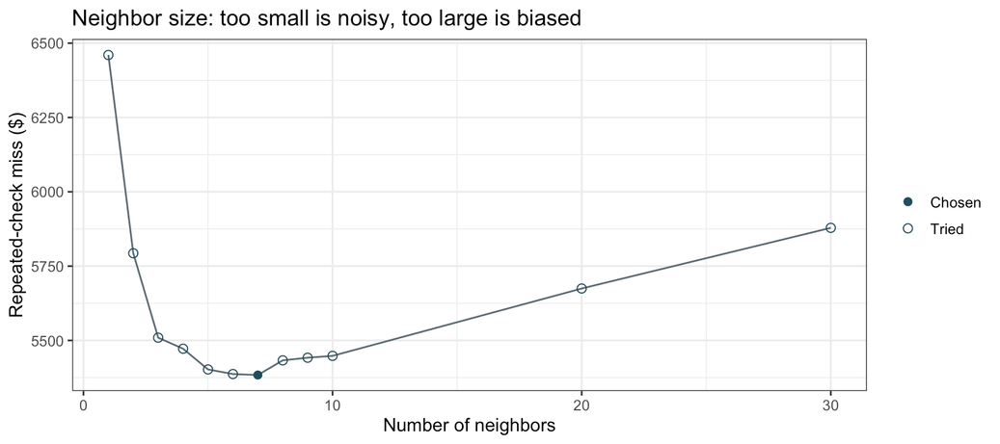 Neighbor size: too small is noisy, too large is biased
Repeated-check miss ($)
6500
6250
6000
5750
5500
0
10
20
30
Number of neighbors
Chosen
Tried